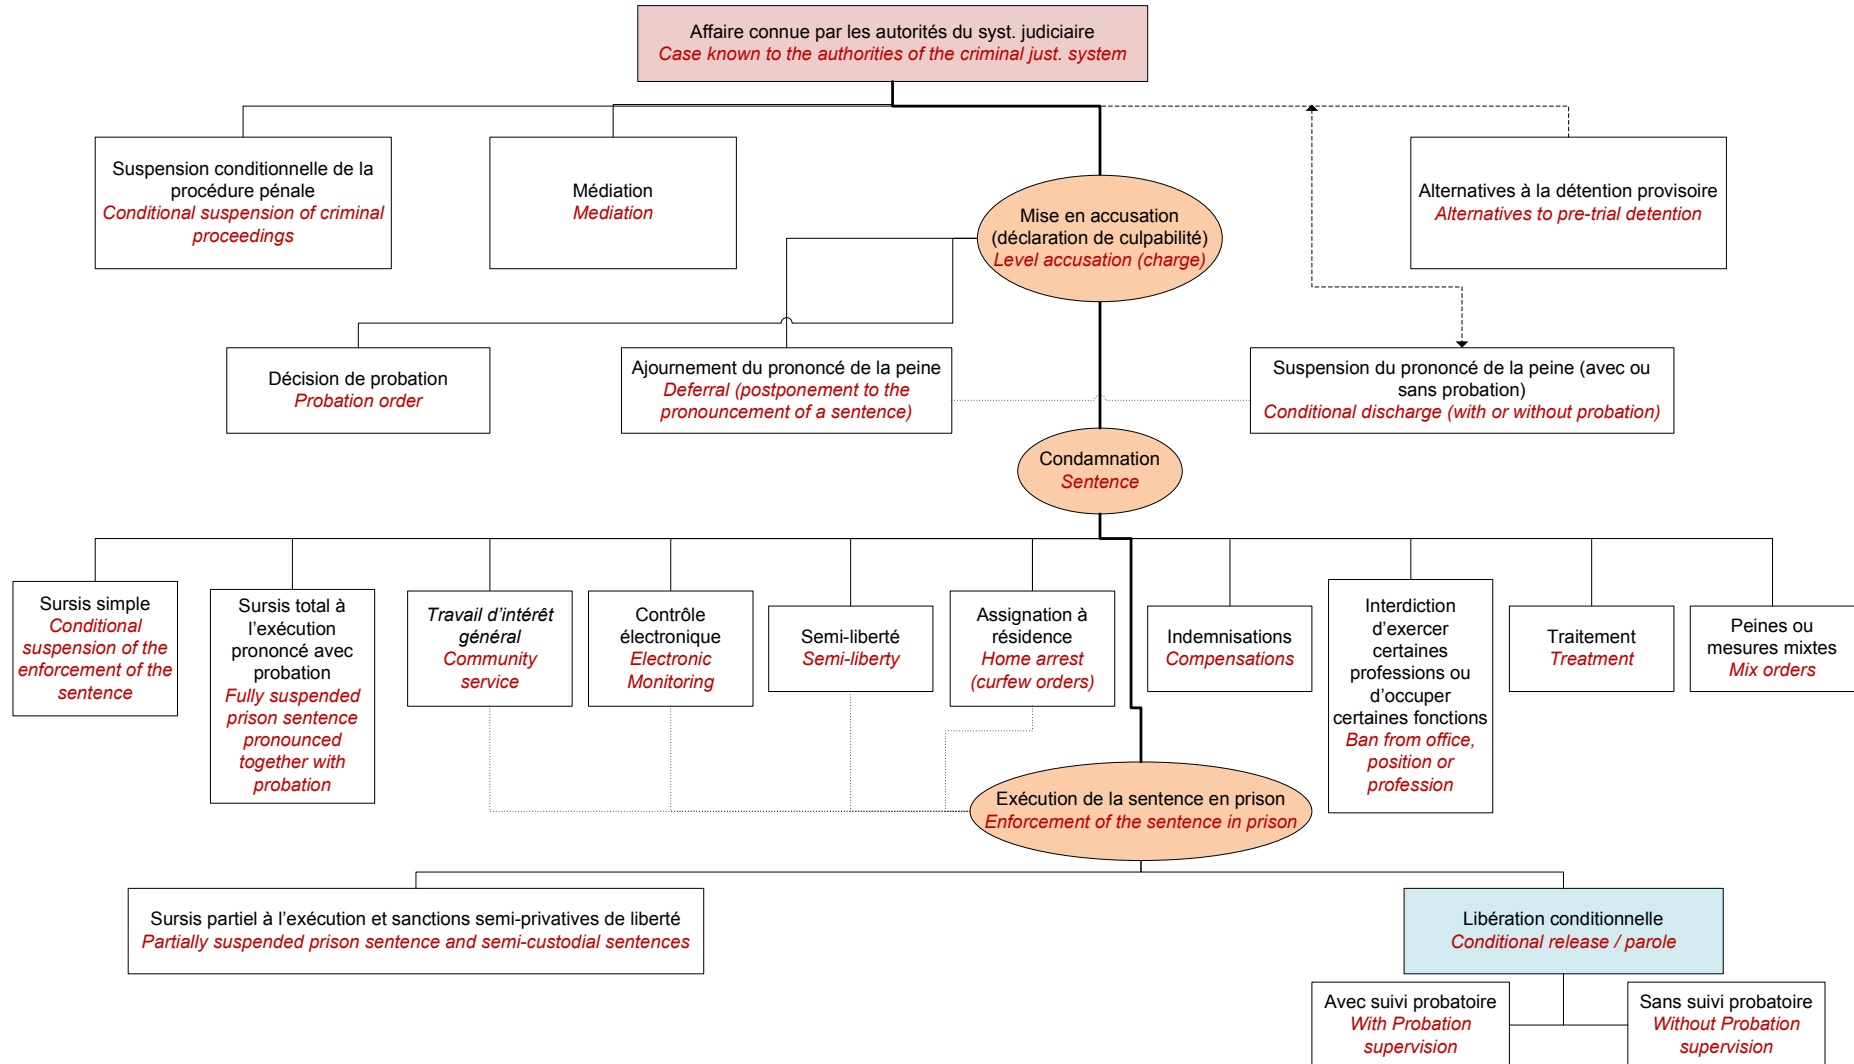 Affaire connue par les autorités du syst. judiciaire
Case known to the authorities of the criminal just. system
Suspension conditionnelle de la
procédure pénale
Conditional suspension of criminal
proceedings
Médiation
Mediation
Mise en accusation
(déclaration de culpabilité)
Level accusation (charge)
Alternatives à la détention provisoire
Alternatives to pre-trial detention
Décision de probation
Probation order
Ajournement du prononcé de la peine
Deferral (postponement to the
pronouncement of a sentence)
Suspension du prononcé de la peine (avec ou
sans probation)
Conditional discharge (with or without probation)
Condamnation
Sentence
Sursis simple
Conditional
suspension of the
enforcement of the
sentence
Sursis total à
l’exécution
prononcé avec
probation
Fully suspended
prison sentence
pronounced
together with
probation
Travail d’intérêt
général
Community
service
Contrôle
électronique
Electronic
Monitoring
Semi-liberté
Semi-liberty
Assignation à
résidence
Home arrest
(curfew orders)
Indemnisations
Compensations
Interdiction
d’exercer
certaines
professions ou
d’occuper
certaines fonctions
Ban from office,
position or
profession
Traitement
Treatment
Peines ou
mesures mixtes
Mix orders
Exécution de la sentence en prison
Enforcement of the sentence in prison
Sursis partiel à l’exécution et sanctions semi-privatives de liberté
Partially suspended prison sentence and semi-custodial sentences
Libération conditionnelle
Conditional release / parole
Avec suivi probatoire
With Probation
supervision
Sans suivi probatoire
Without Probation
supervision